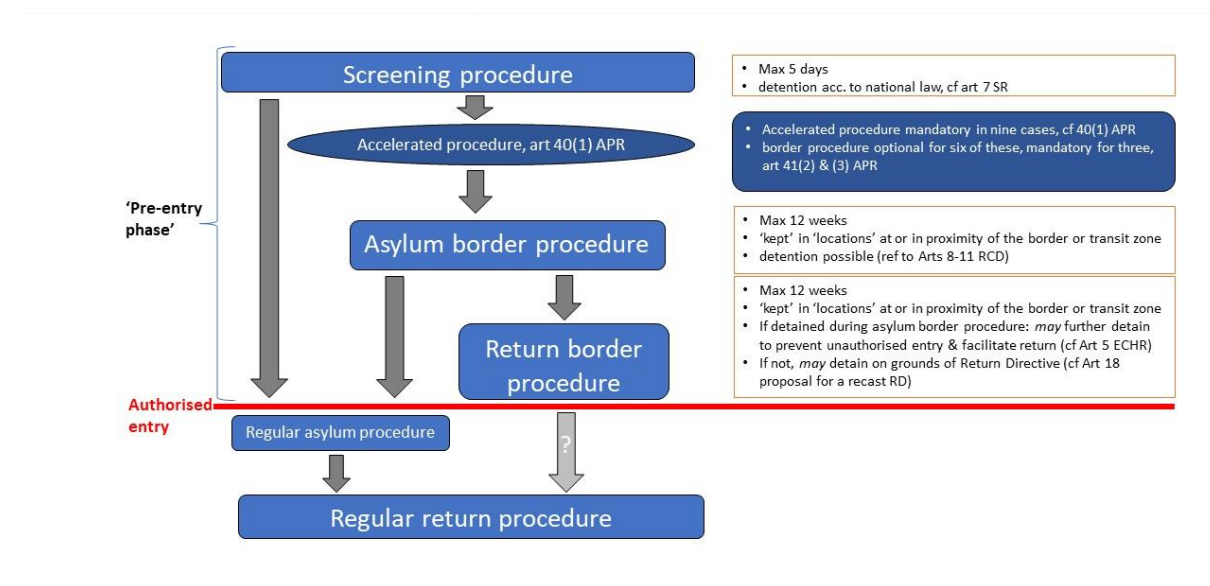 Screening procedure
• Max 5 days
• detention acc. to national law, cf art 7 SR
Accelerated procedure, art 40(1) APR
• Accelerated procedure mandatory in nine cases, cf 40(1) APR
• border procedure optional for six of these, mandatory for three,
art 41(2) & (3) APR
‘Pre-entry
phase’
Asylum border procedure
• Max 12 weeks
• ‘kept’ in ‘locations’ at or in proximity of the border or transit zone
• detention possible (ref to Arts 8-11 RCD)
Return border
procedure
• Max 12 weeks
• ‘kept’ in ‘locations’ at or in proximity of the border or transit zone
• If detained during asylum border procedure: may further detain
to prevent unauthorised entry & facilitate return (cf Art 5 ECHR)
• If not, may detain on grounds of Return Directive (cf Art 18
proposal for a recast RD)
Authorised
entry
Regular asylum procedure
?
Regular return procedure